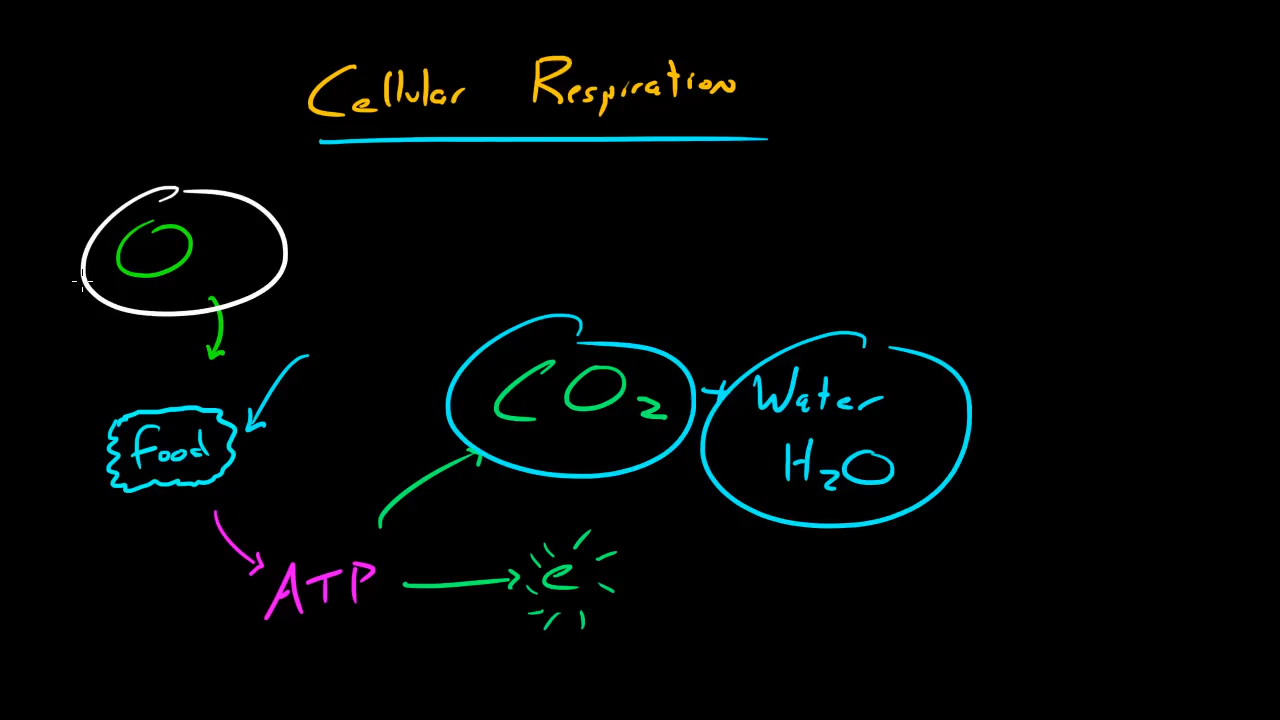 Cellular Respiration
CO₂ + Water
H₂O
Food
ATP
e